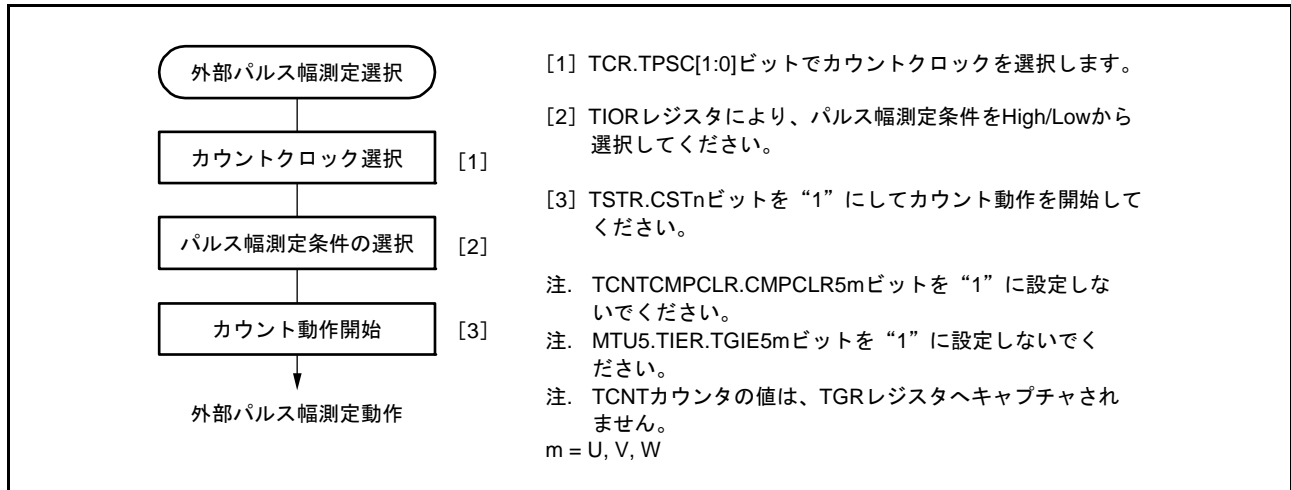 外部パルス幅測定選択
カウントクロック選択 [1]
パルス幅測定条件の選択 [2]
カウント動作開始 [3]
外部パルス幅測定動作
[1] TCR.TPSC[1:0]ビットでカウントクロックを選択します。
[2] TIORレジスタにより、パルス幅測定条件をHigh/Lowから
選択してください。
[3] TSTR.CSTnビットを“1”にしてカウント動作を開始して
ください。
注. TCNTCMPCLR.CMPCLR5mビットを“1”に設定しな
いでください。
注. MTU5.TIER.TGIE5mビットを“1”に設定しないでく
ださい。
注. TCNTカウンタの値は、TGRレジスタへキャプチャされ
ません。
m = U, V, W